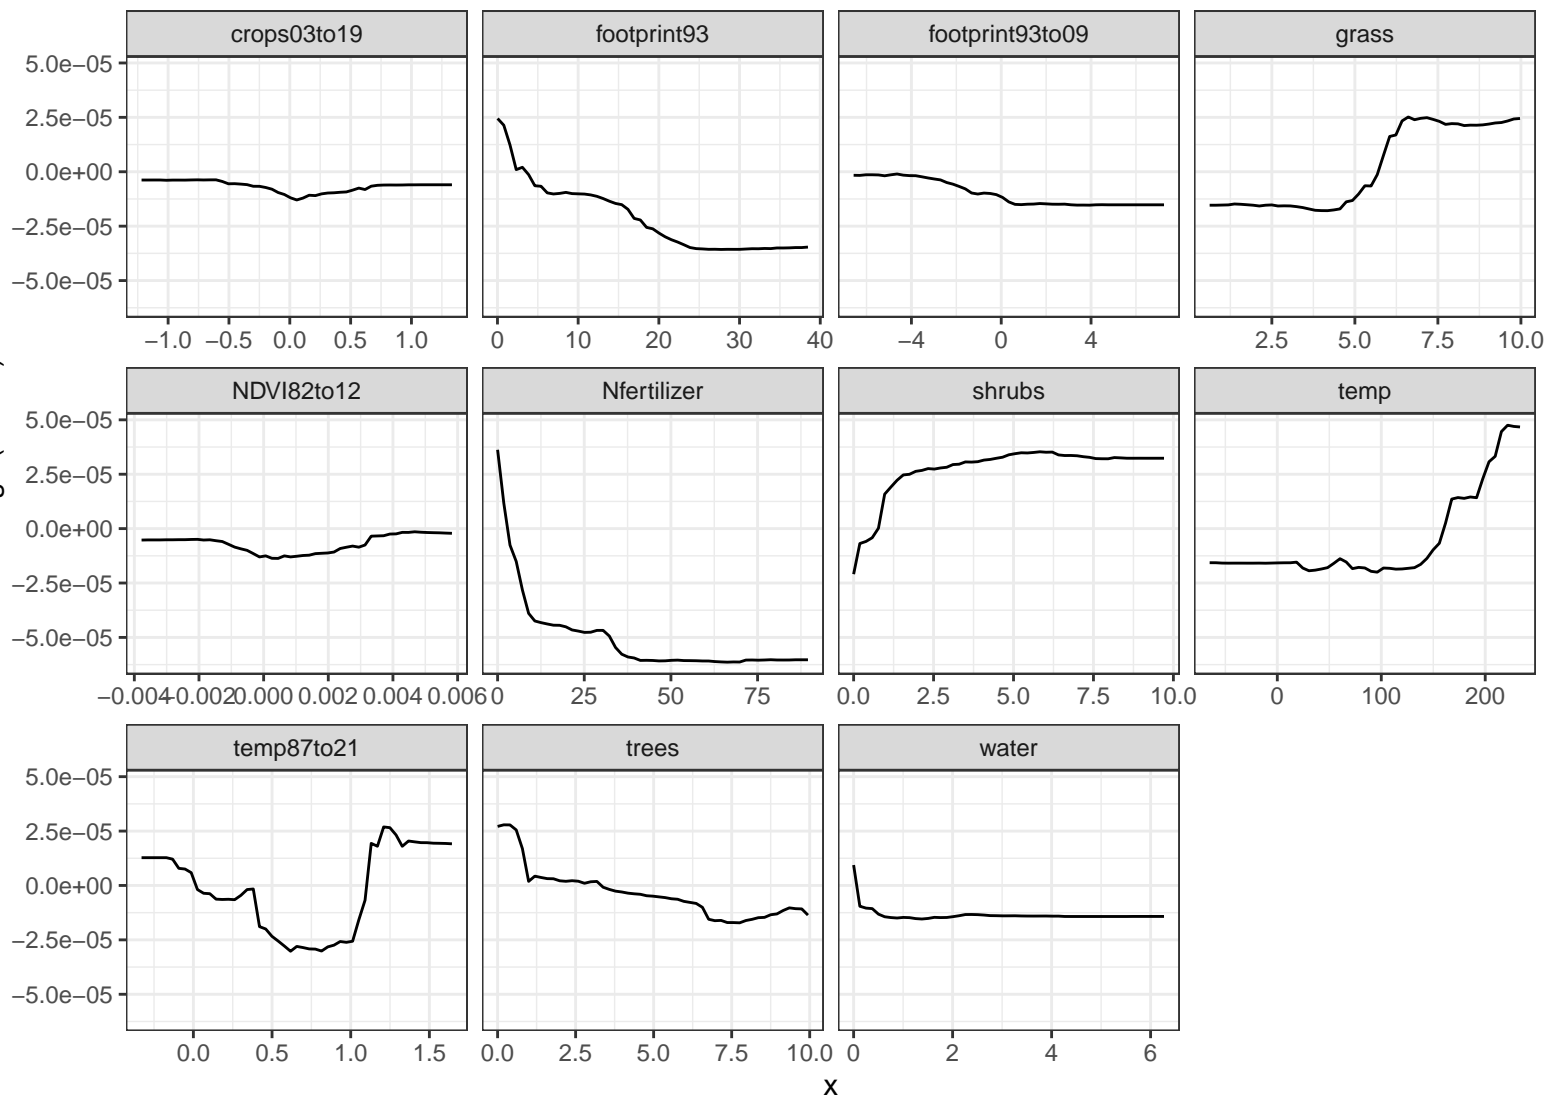 crops03to19 footprint93 footprint93to09 grass
5.0e−05
2.5e−05
0.0e+00
−2.5e−05
−5.0e−05
−1.0 −0.5 0.0 0.5 1.0 0 10 20 30 40 −4 0 4 2.5 5.0 7.5 10.0
NDVI82to12 Nfertilizer shrubs temp
5.0e−05
2.5e−05
0.0e+00
−2.5e−05
−5.0e−05
−0.004 −0.002 0.000 0.002 0.004 0.006 0 25 50 75 0.0 2.5 5.0 7.5 10.0 0 100 200
temp87to21 trees water
5.0e−05
2.5e−05
0.0e+00
−2.5e−05
−5.0e−05
0.0 0.5 1.0 1.5 0.0 2.5 5.0 7.5 10.0 0 2 4 6
x